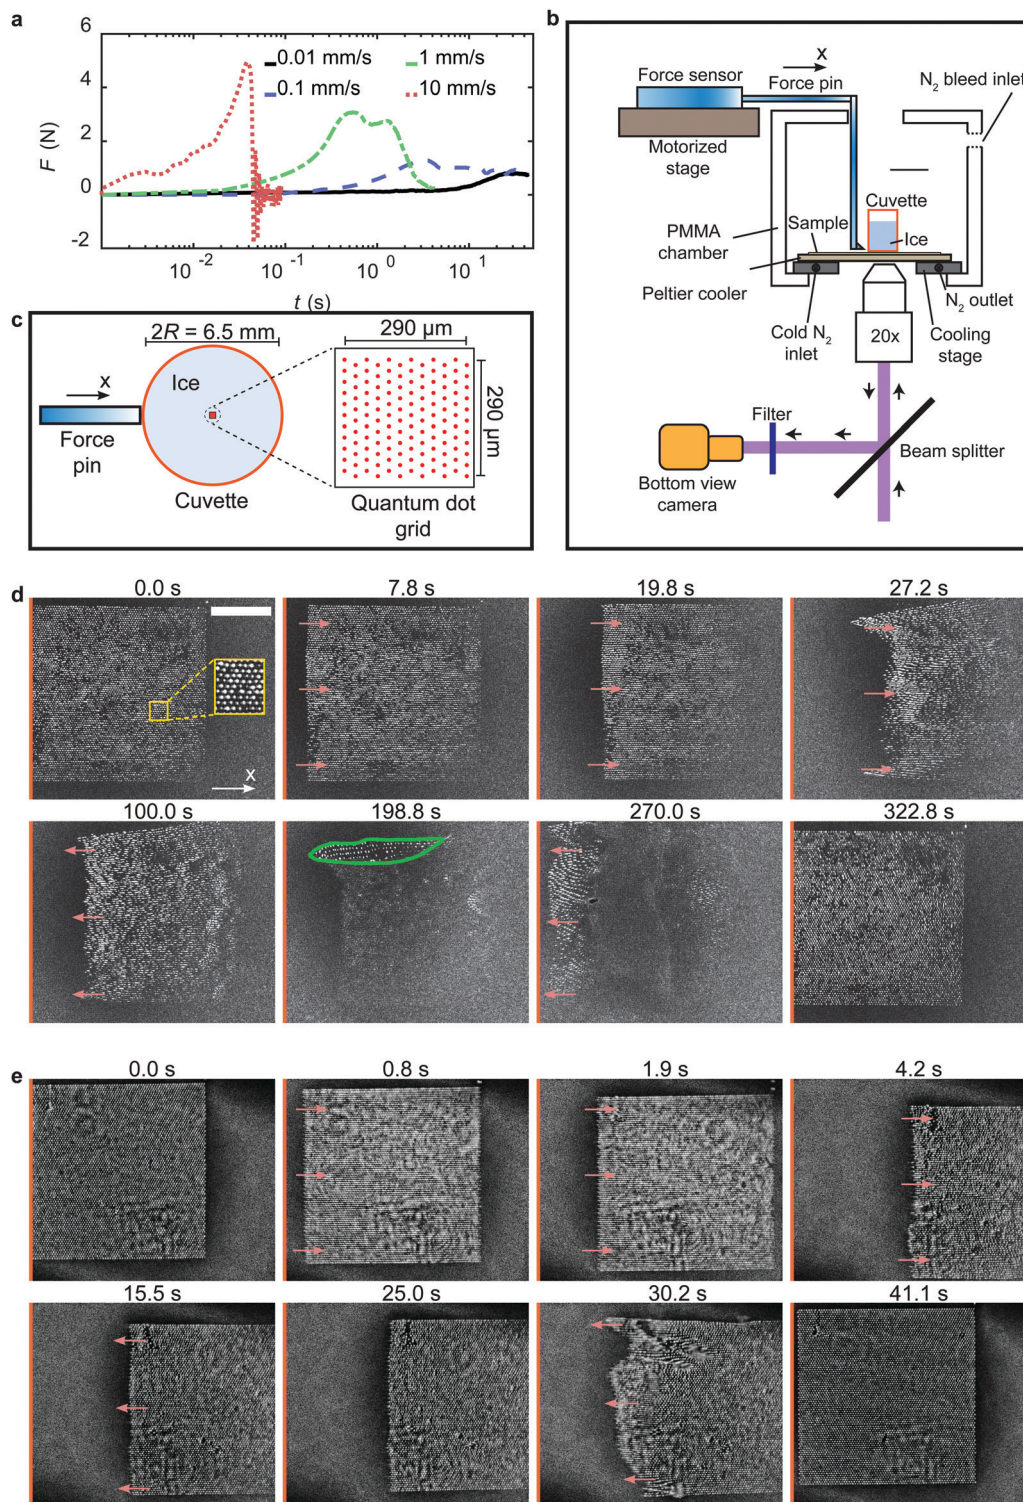 a
6
4
2
0
-2
F (N)
0.01 mm/s
0.1 mm/s
1 mm/s
10 mm/s
10⁻²
10⁻¹
10⁰
10¹
t (s)
b
x
Force sensor
Force pin
N₂ bleed inlet
Motorized
stage
Cuvette
Sample
Ice
PMMA
chamber
Peltier cooler
N₂ outlet
Cold N₂
inlet
20x
Cooling
stage
Filter
Beam splitter
Bottom view
camera
c
2R = 6.5 mm
290 µm
x
Ice
290 µm
Force
pin
Cuvette
Quantum dot
grid
d
0.0 s
7.8 s
19.8 s
27.2 s
x
100.0 s
198.8 s
270.0 s
322.8 s
e
0.0 s
0.8 s
1.9 s
4.2 s
15.5 s
25.0 s
30.2 s
41.1 s